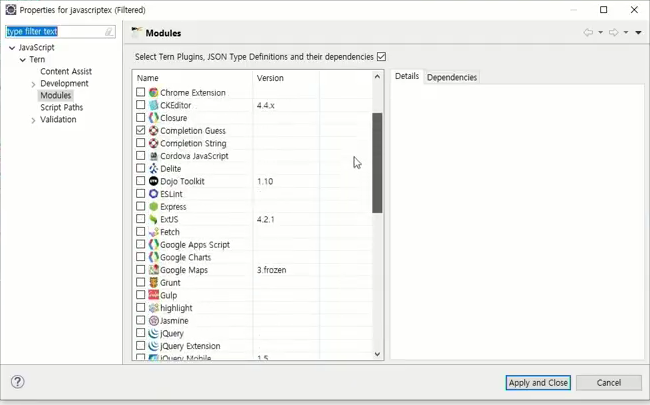 Properties for javascriptex (Filtered)
type filter text
JavaScript
Tern
Content Assist
Development
Modules
Script Paths
Validation
Modules
Select Tern Plugins, JSON Type Definitions and their dependencies
Name Version
Chrome Extension
CKEditor 4.4.x
Closure
Completion Guess
Completion String
Cordova JavaScript
Delite
Dojo Toolkit 1.10
ESLint
Express
ExtJS 4.2.1
Fetch
Google Apps Script
Google Charts
Google Maps 3.frozen
Grunt
Gulp
highlight
Jasmine
jQuery
jQuery Extension
jQuery Mobile 1.5
Details Dependencies
Apply and Close Cancel